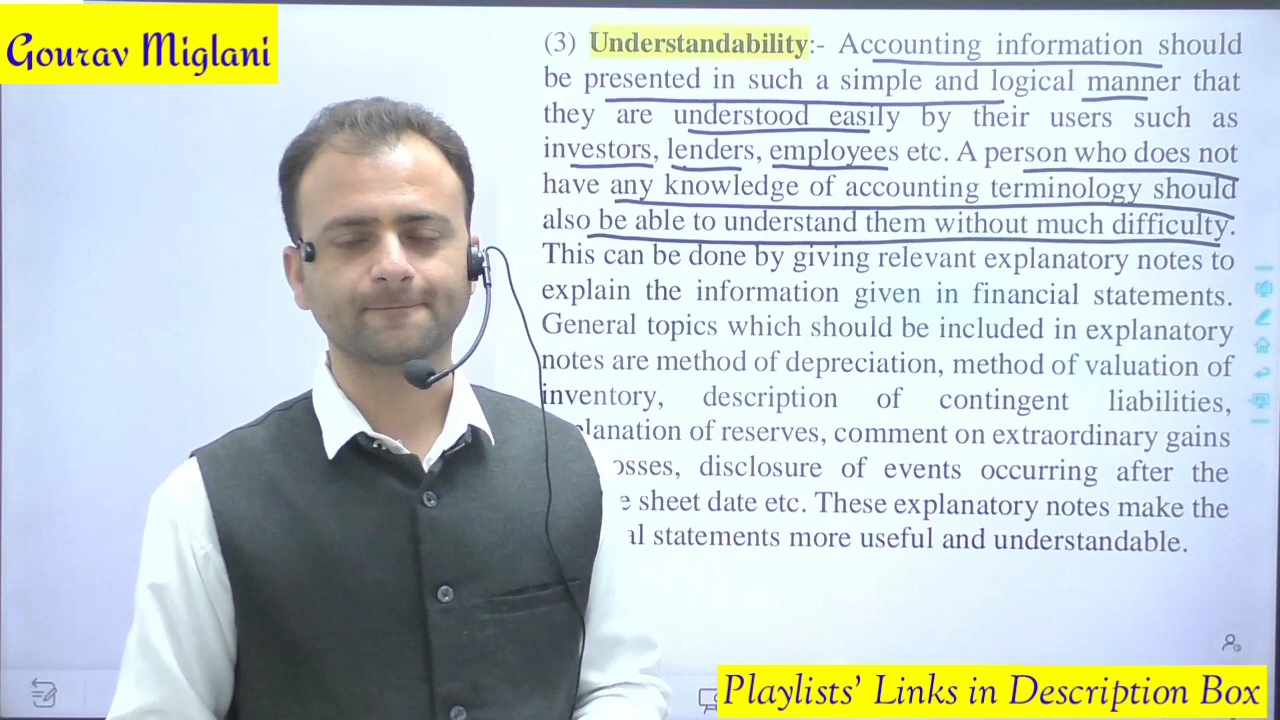 Gourav Miglani
(3) Understandability:- Accounting information should
be presented in such a simple and logical manner that
they are understood easily by their users such as
investors, lenders, employees etc. A person who does not
have any knowledge of accounting terminology should
also be able to understand them without much difficulty.
This can be done by giving relevant explanatory notes to
explain the information given in financial statements.
General topics which should be included in explanatory
notes are method of depreciation, method of valuation of
inventory, description of contingent liabilities,
lanation of reserves, comment on extraordinary gains
osses, disclosure of events occurring after the
e sheet date etc. These explanatory notes make the
al statements more useful and understandable.
Playlists' Links in Description Box